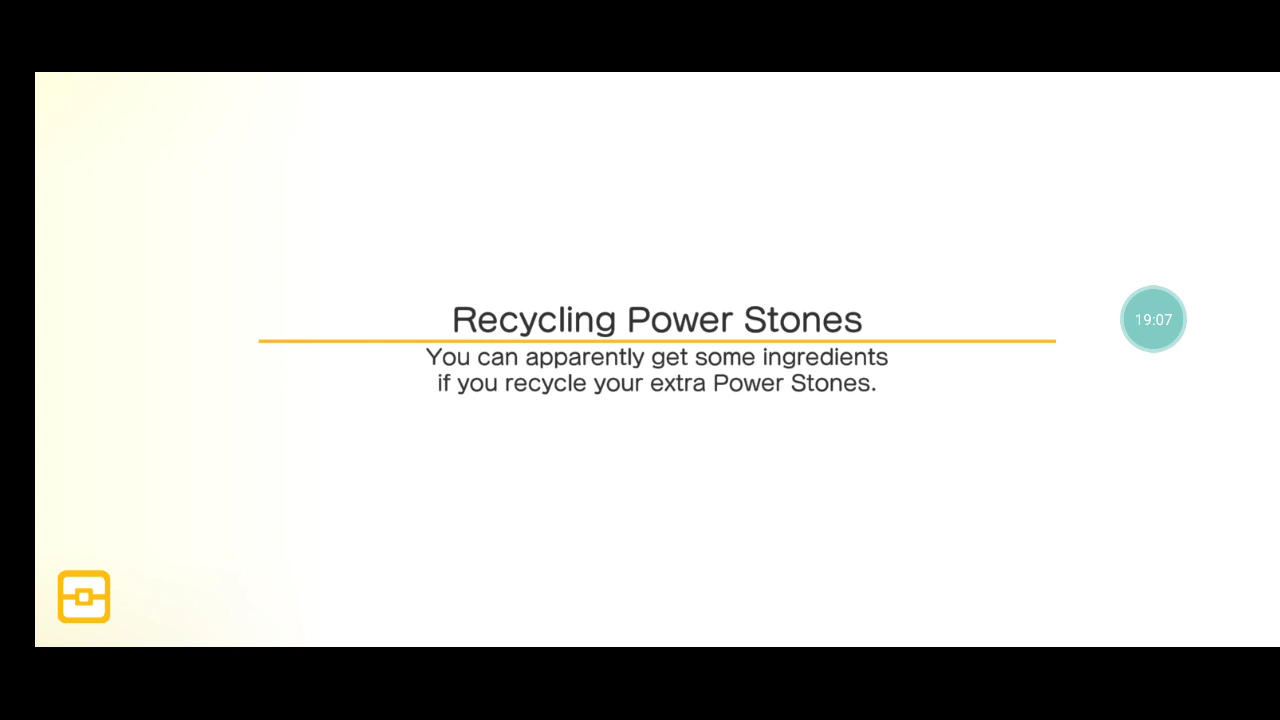 Recycling Power Stones
You can apparently get some ingredients
if you recycle your extra Power Stones.
19:07